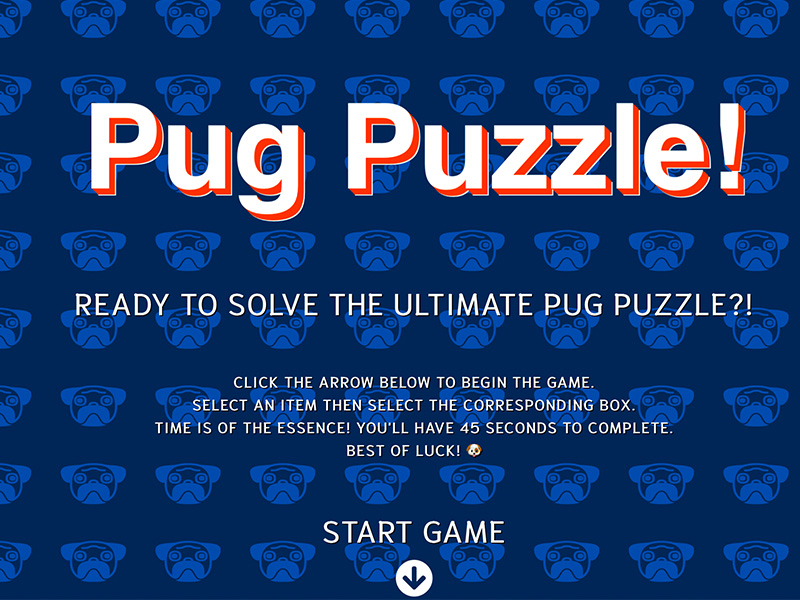 Pug Puzzle!
READY TO SOLVE THE ULTIMATE PUG PUZZLE?!
CLICK THE ARROW BELOW TO BEGIN THE GAME.
SELECT AN ITEM THEN SELECT THE CORRESPONDING BOX.
TIME IS OF THE ESSENCE! YOU'LL HAVE 45 SECONDS TO COMPLETE.
BEST OF LUCK! 🐶
START GAME